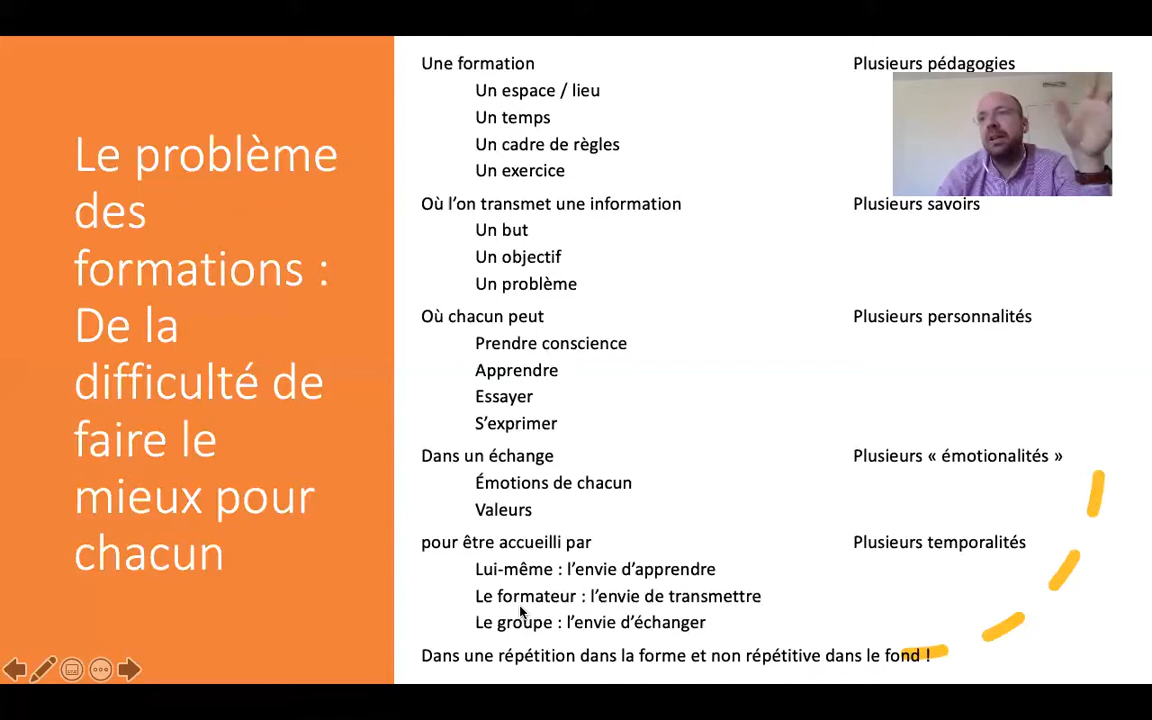 Le problème
des
formations :
De la
difficulté de
faire le
mieux pour
chacun
Une formation
Plusieurs pédagogies
Un espace / lieu
Un temps
Un cadre de règles
Un exercice
Où l’on transmet une information
Plusieurs savoirs
Un but
Un objectif
Un problème
Où chacun peut
Plusieurs personnalités
Prendre conscience
Apprendre
Essayer
S’exprimer
Dans un échange
Plusieurs « émotionalités »
Émotions de chacun
Valeurs
pour être accueilli par
Plusieurs temporalités
Lui-même : l’envie d’apprendre
Le formateur : l’envie de transmettre
Le groupe : l’envie d’échanger
Dans une répétition dans la forme et non répétitive dans le fond !